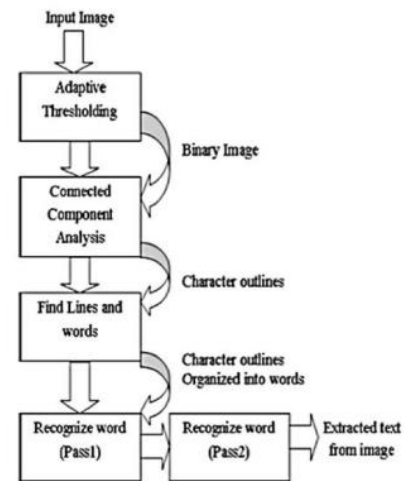 Input Image
Adaptive
Thresholding
Binary Image
Connected
Component
Analysis
Character outlines
Find Lines and
words
Character outlines
Organized into words
Recognize word
(Pass1)
Recognize word
(Pass2)
Extracted text
from image